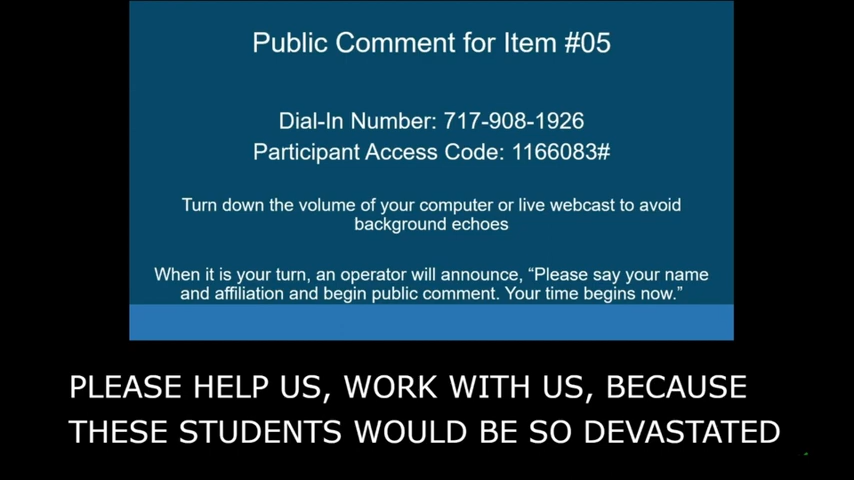 Public Comment for Item #05
Dial-In Number: 717-908-1926
Participant Access Code: 1166083#
Turn down the volume of your computer or live webcast to avoid
background echoes
When it is your turn, an operator will announce, “Please say your name
and affiliation and begin public comment. Your time begins now.”
PLEASE HELP US, WORK WITH US, BECAUSE
THESE STUDENTS WOULD BE SO DEVASTATED